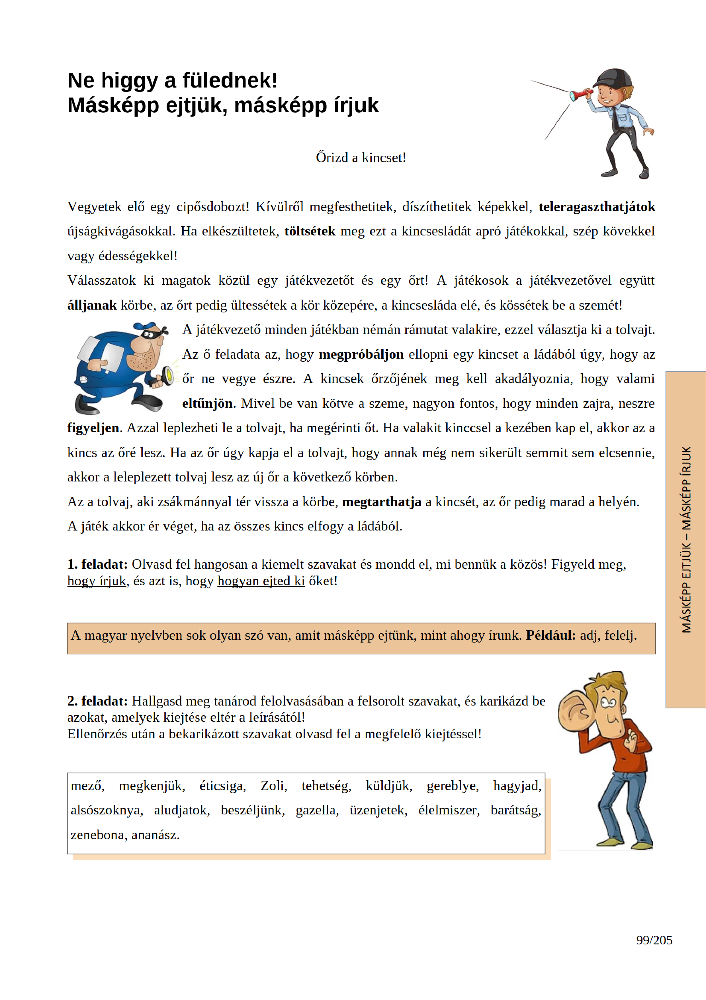 Ne higgy a fülednek!
Másképp ejtjük, másképp írjuk
Őrizd a kincset!
Vegyetek elő egy cipősdobozt! Kívülről megfesthetitek, díszíthetitek képekkel, teleragaszthatjátok
újságkivágásokkal. Ha elkészültetek, töltsétek meg ezt a kincsesládát apró játékokkal, szép kövekkel
vagy édességekkel!
Válasszatok ki magatok közül egy játékvezetőt és egy őrt! A játékosok a játékvezetővel együtt
álljanak körbe, az őrt pedig ültessétek a kör közepére, a kincsesláda elé, és kössétek be a szemét!
A játékvezető minden játékban némán rámutat valakire, ezzel választja ki a tolvajt.
Az ő feladata az, hogy megpróbáljon ellopni egy kincset a ládából úgy, hogy az
őr ne vegye észre. A kincsek őrzőjének meg kell akadályoznia, hogy valami
eltűnjön. Mivel be van kötve a szeme, nagyon fontos, hogy minden zajra, neszre
figyeljen. Azzal leplezheti le a tolvajt, ha megérinti őt. Ha valakit kinccsel a kezében kap el, akkor az a
kincs az őré lesz. Ha az őr úgy kapja el a tolvajt, hogy annak még nem sikerült semmit sem elcsennie,
akkor a leleplezett tolvaj lesz az új őr a következő körben.
Az a tolvaj, aki zsákmánnyal tér vissza a körbe, megtarthatja a kincsét, az őr pedig marad a helyén.
A játék akkor ér véget, ha az összes kincs elfogy a ládából.
1. feladat: Olvasd fel hangosan a kiemelt szavakat és mondd el, mi bennük a közös! Figyeld meg,
hogy írjuk, és azt is, hogy hogyan ejted ki őket!
A magyar nyelvben sok olyan szó van, amit másképp ejtünk, mint ahogy írunk. Például: adj, felelj.
MÁSKÉPP EJTJÜK – MÁSKÉPP ÍRJUK
2. feladat: Hallgasd meg tanárod felolvasásában a felsorolt szavakat, és karikázd be
azokat, amelyek kiejtése eltér a leírásától!
Ellenőrzés után a bekarikázott szavakat olvasd fel a megfelelő kiejtéssel!
mező, megkenjük, éticsiga, Zoli, tehetség, küldjük, gereblye, hagyjad,
alsószoknya, aludjatok, beszéljünk, gazella, üzenjetek, élelmiszer, barátság,
zenebona, ananász.
99/205